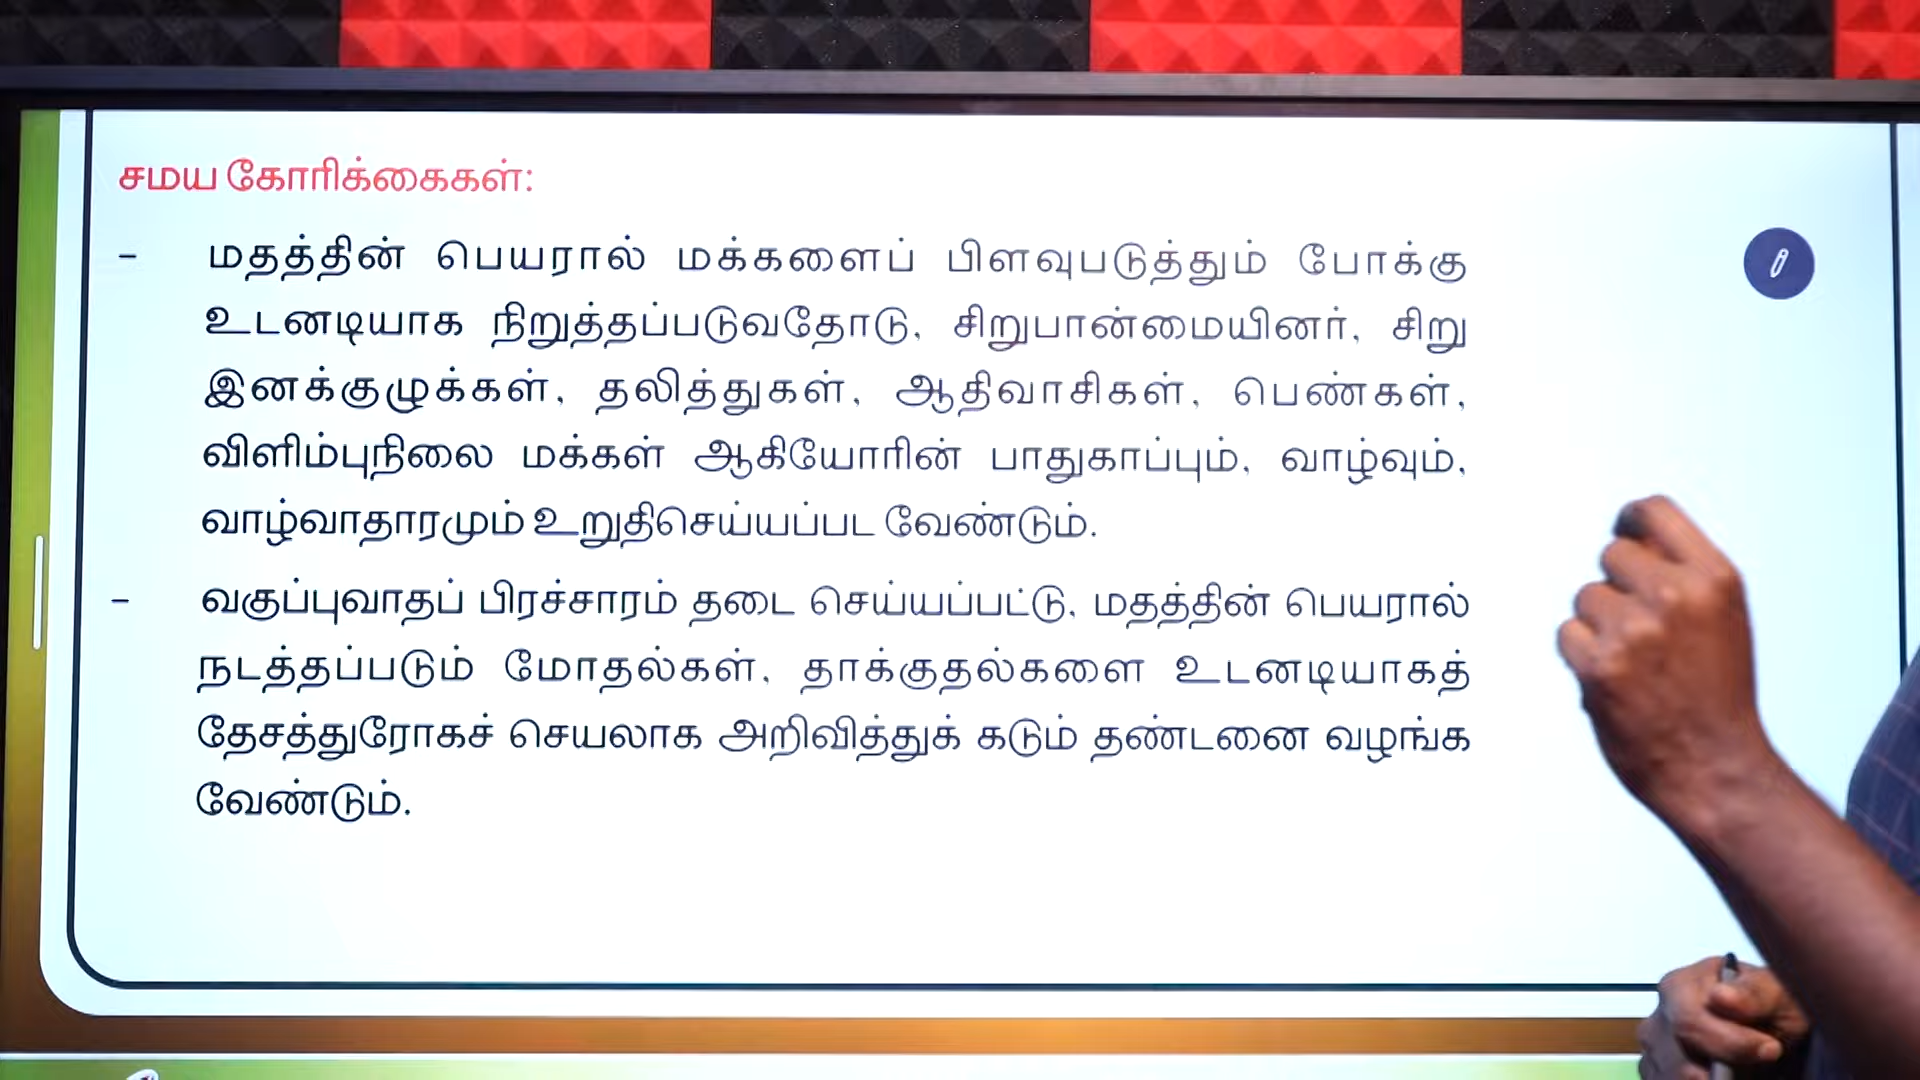 சமய கோரிக்கைகள்:
- மதத்தின் பெயரால் மக்களைப் பிளவுபடுத்தும் போக்கு
உடனடியாக நிறுத்தப்படுவதோடு, சிறுபான்மையினர், சிறு
இனக்குழுக்கள், தலித்துகள், ஆதிவாசிகள், பெண்கள்,
விளிம்புநிலை மக்கள் ஆகியோரின் பாதுகாப்பும், வாழ்வும்,
வாழ்வாதாரமும் உறுதிசெய்யப்பட வேண்டும்.
- வகுப்புவாதப் பிரச்சாரம் தடை செய்யப்பட்டு, மதத்தின் பெயரால்
நடத்தப்படும் மோதல்கள், தாக்குதல்களை உடனடியாகத்
தேசத்துரோகச் செயலாக அறிவித்துக் கடும் தண்டனை வழங்க
வேண்டும்.